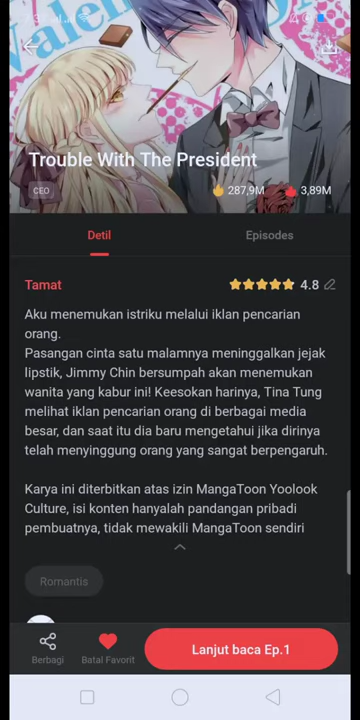 Trouble With The President
CEO
287,9M
3,89M
Detil
Episodes
Tamat
4.8
Aku menemukan istriku melalui iklan pencarian
orang.
Pasangan cinta satu malamnya meninggalkan jejak
lipstik, Jimmy Chin bersumpah akan menemukan
wanita yang kabur ini! Keesokan harinya, Tina Tung
melihat iklan pencarian orang di berbagai media
besar, dan saat itu dia baru mengetahui jika dirinya
telah menyinggung orang yang sangat berpengaruh.
Karya ini diterbitkan atas izin MangaToon Yoolook
Culture, isi konten hanyalah pandangan pribadi
pembuatnya, tidak mewakili MangaToon sendiri
Romantis
Berbagi
Batal Favorit
Lanjut baca Ep.1